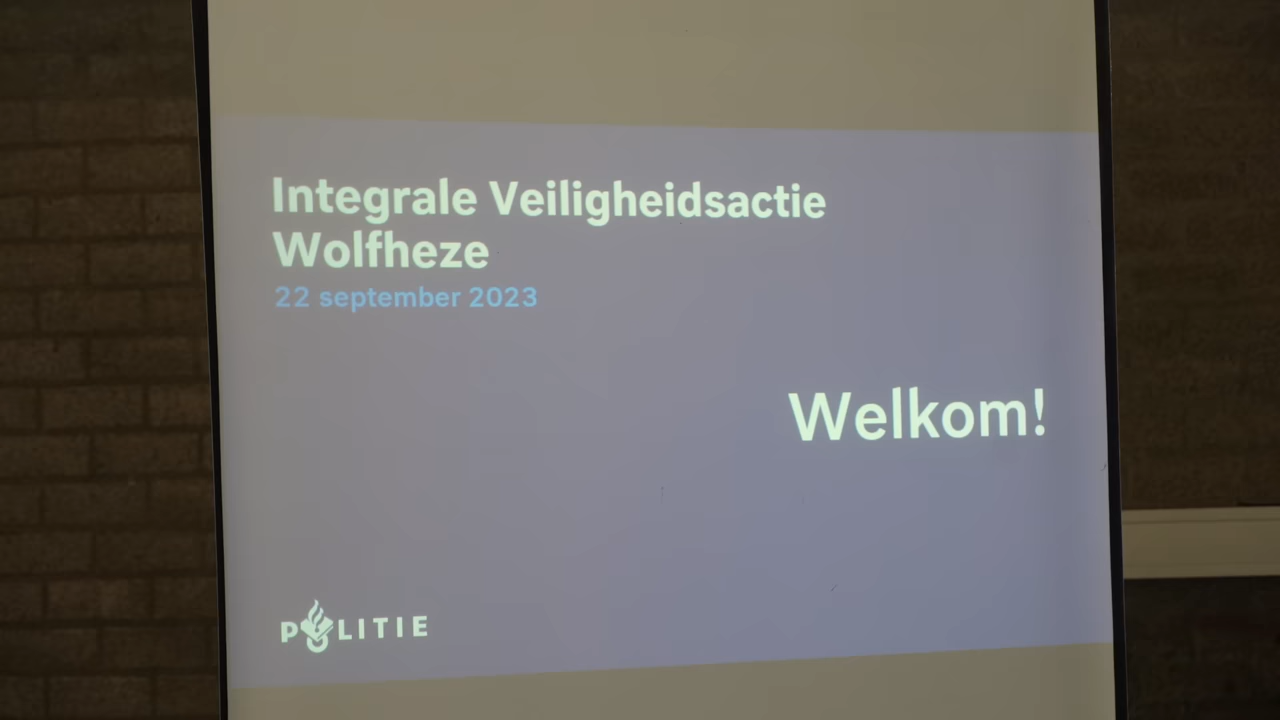 Integrale Veiligheidsactie
Wolfheze
22 september 2023
Welkom!
POLITIE